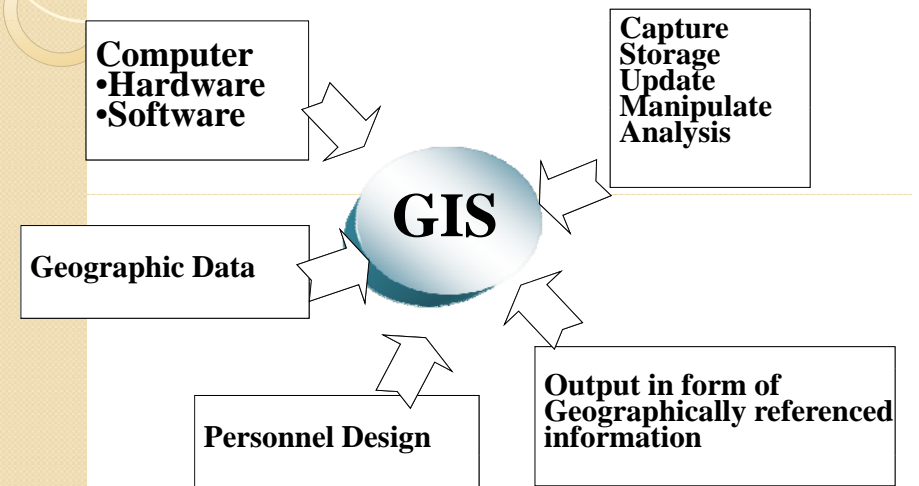 Computer
•Hardware
•Software
Capture
Storage
Update
Manipulate
Analysis
GIS
Geographic Data
Personnel Design
Output in form of
Geographically referenced
information